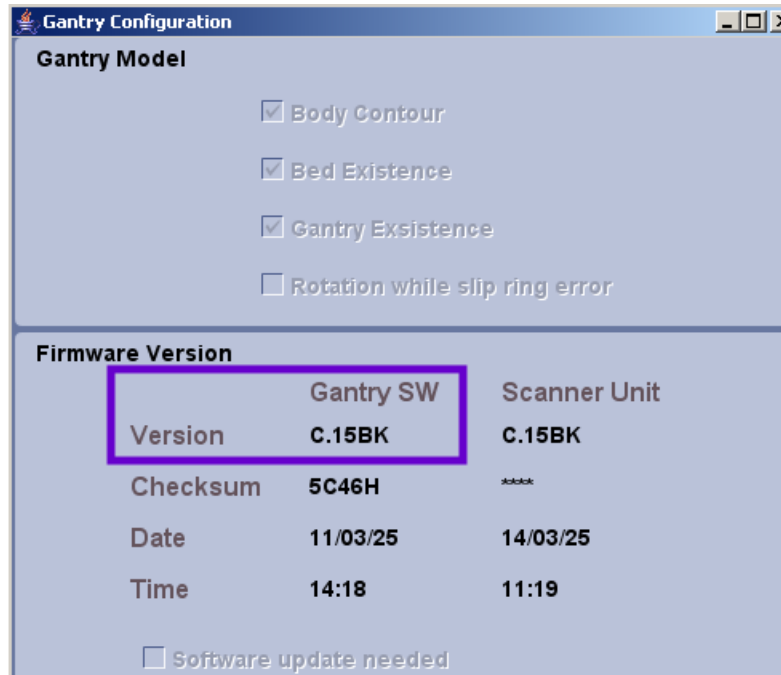 Gantry Configuration
Gantry Model
Body Contour
Bed Existence
Gantry Exsistence
Rotation while slip ring error
Firmware Version
Gantry SW Scanner Unit
Version C.15BK C.15BK
Checksum 5C46H ****
Date 11/03/25 14/03/25
Time 14:18 11:19
Software update needed